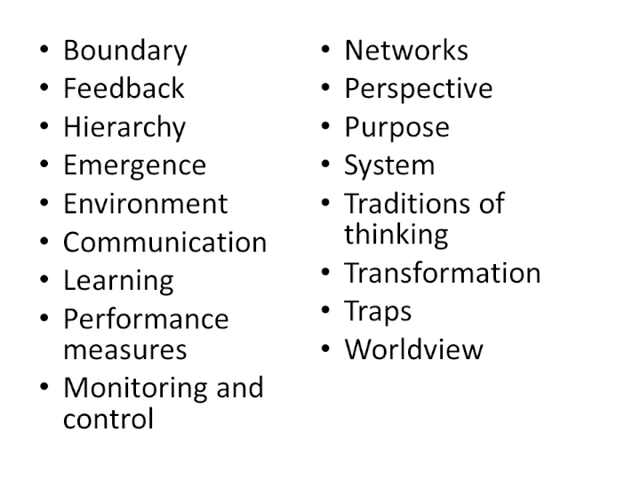 • Boundary
• Feedback
• Hierarchy
• Emergence
• Environment
• Communication
• Learning
• Performance
measures
• Monitoring and
control
• Networks
• Perspective
• Purpose
• System
• Traditions of
thinking
• Transformation
• Traps
• Worldview